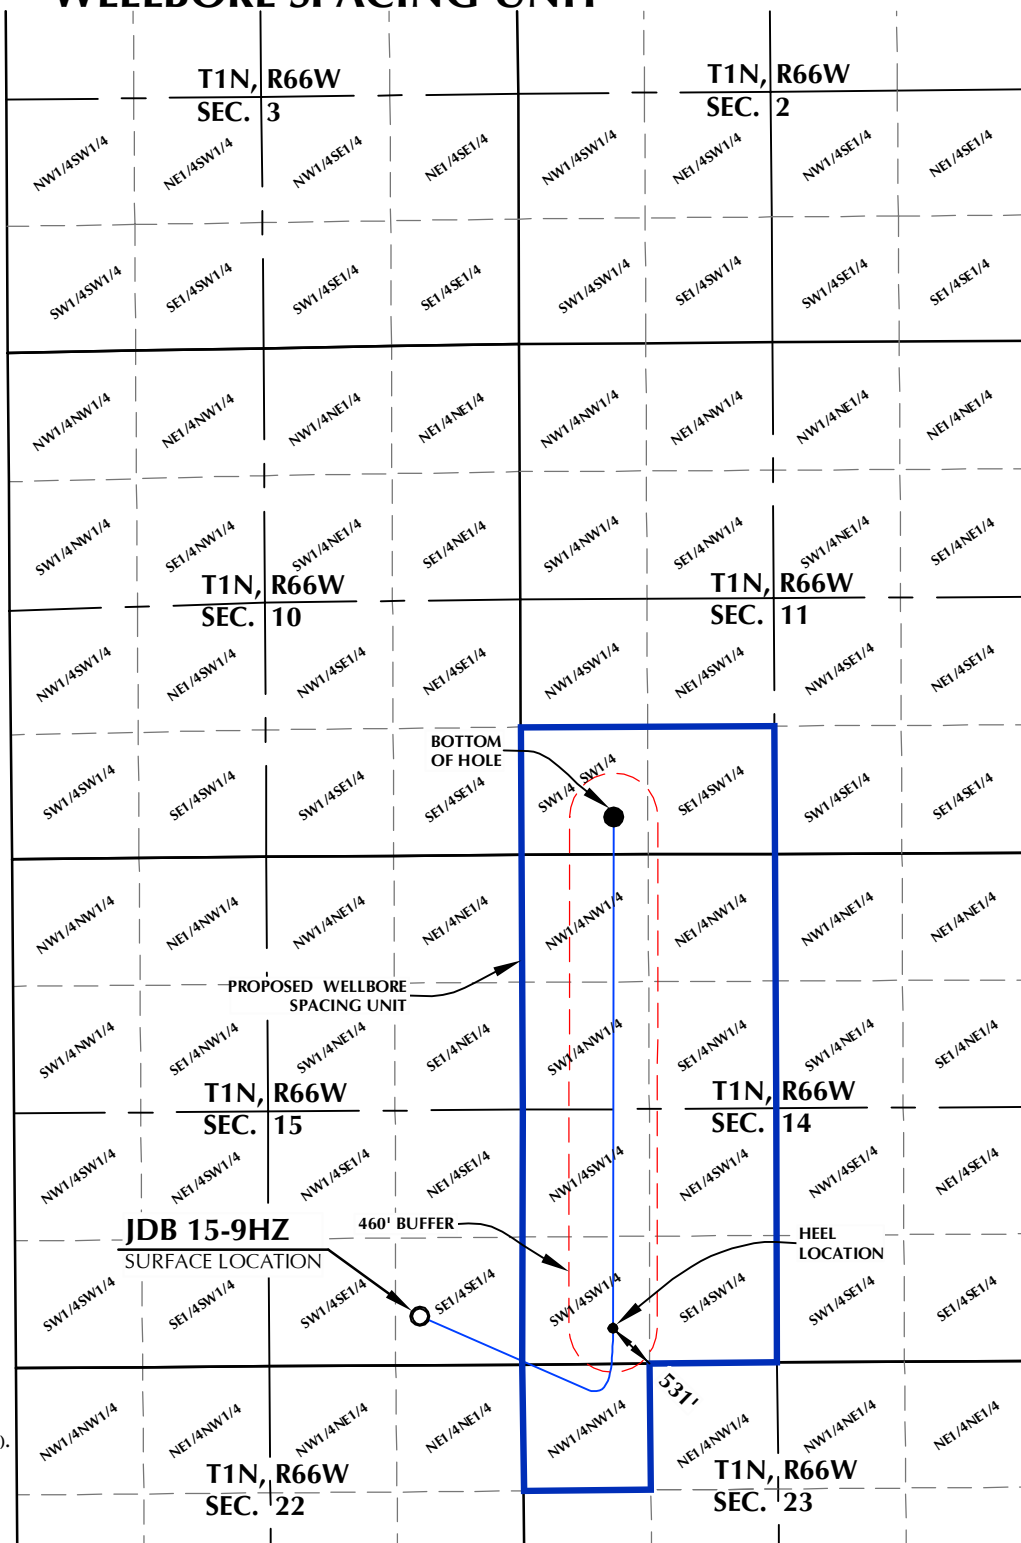 WELLBORE SPACING UNIT
T1N, R66W
SEC. 3
T1N, R66W
SEC. 2
NW1/4SW1/4
NE1/4SW1/4
NW1/4SE1/4
NE1/4SE1/4
NW1/4SW1/4
NE1/4SW1/4
NW1/4SE1/4
NE1/4SE1/4
SW1/4SW1/4
SE1/4SW1/4
SW1/4SE1/4
SE1/4SE1/4
SW1/4SW1/4
SE1/4SW1/4
SW1/4SE1/4
SE1/4SE1/4
NW1/4NW1/4
NE1/4NW1/4
NW1/4NE1/4
NE1/4NE1/4
NW1/4NW1/4
NE1/4NW1/4
NW1/4NE1/4
NE1/4NE1/4
SW1/4NW1/4
SE1/4NW1/4
SW1/4NE1/4
SE1/4NE1/4
SW1/4NW1/4
SE1/4NW1/4
SW1/4NE1/4
SE1/4NE1/4
T1N, R66W
SEC. 10
T1N, R66W
SEC. 11
NW1/4SW1/4
NE1/4SW1/4
NW1/4SE1/4
NE1/4SE1/4
NW1/4SW1/4
NE1/4SW1/4
NW1/4SE1/4
NE1/4SE1/4
BOTTOM
OF HOLE
SW1/4SW1/4
SE1/4SW1/4
SW1/4SE1/4
SE1/4SE1/4
SW1/4 SW1/4
SE1/4SW1/4
SW1/4SE1/4
SE1/4SE1/4
NW1/4NW1/4
NE1/4NW1/4
NW1/4NE1/4
NE1/4NE1/4
NW1/4NW1/4
NE1/4NW1/4
NW1/4NE1/4
NE1/4NE1/4
PROPOSED WELLBORE
SPACING UNIT
SW1/4NW1/4
SE1/4NW1/4
SW1/4NE1/4
SE1/4NE1/4
SW1/4NW1/4
SE1/4NW1/4
SW1/4NE1/4
SE1/4NE1/4
T1N, R66W
SEC. 15
T1N, R66W
SEC. 14
NW1/4SW1/4
NE1/4SW1/4
NW1/4SE1/4
NE1/4SE1/4
NW1/4SW1/4
NE1/4SW1/4
NW1/4SE1/4
NE1/4SE1/4
JDB 15-9HZ
SURFACE LOCATION
460' BUFFER
HEEL
LOCATION
SW1/4SW1/4
SE1/4SW1/4
SW1/4SE1/4
SE1/4SE1/4
SW1/4SW1/4
SE1/4SW1/4
SW1/4SE1/4
SE1/4SE1/4
531'
).
NW1/4NW1/4
NE1/4NW1/4
NW1/4NE1/4
NE1/4NE1/4
NW1/4NW1/4
NE1/4NW1/4
NW1/4NE1/4
NE1/4NE1/4
T1N, R66W
SEC. 22
T1N, R66W
SEC. 23